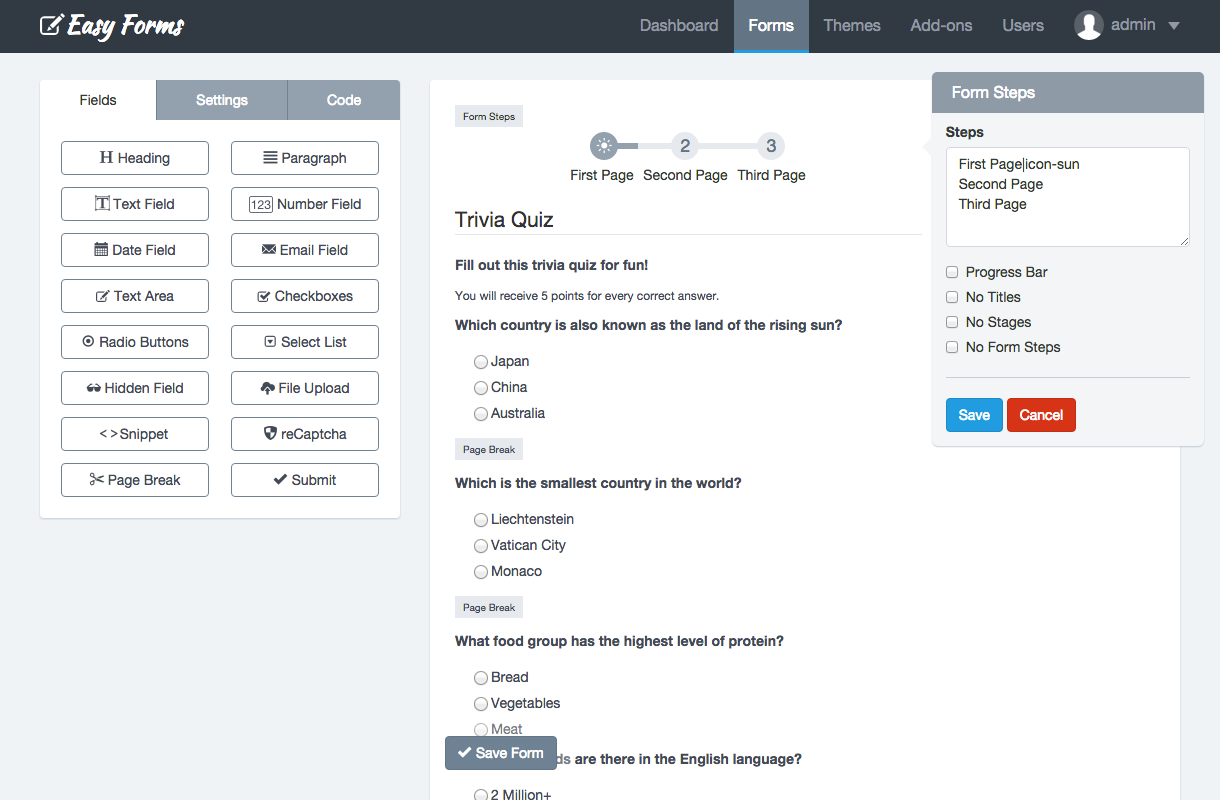 Easy Forms
Dashboard Forms Themes Add-ons Users admin
Fields Settings Code
H Heading
Paragraph
T Text Field
123 Number Field
Date Field
Email Field
Text Area
Checkboxes
Radio Buttons
Select List
Hidden Field
File Upload
<>Snippet
reCaptcha
Page Break
Submit
Form Steps
2 3
First Page Second Page Third Page
Trivia Quiz
Fill out this trivia quiz for fun!
You will receive 5 points for every correct answer.
Which country is also known as the land of the rising sun?
Japan
China
Australia
Page Break
Which is the smallest country in the world?
Liechtenstein
Vatican City
Monaco
Page Break
What food group has the highest level of protein?
Bread
Vegetables
Meat
Save Form
are there in the English language?
2 Million+
Form Steps
Steps
First Page|icon-sun
Second Page
Third Page
Progress Bar
No Titles
No Stages
No Form Steps
Save Cancel